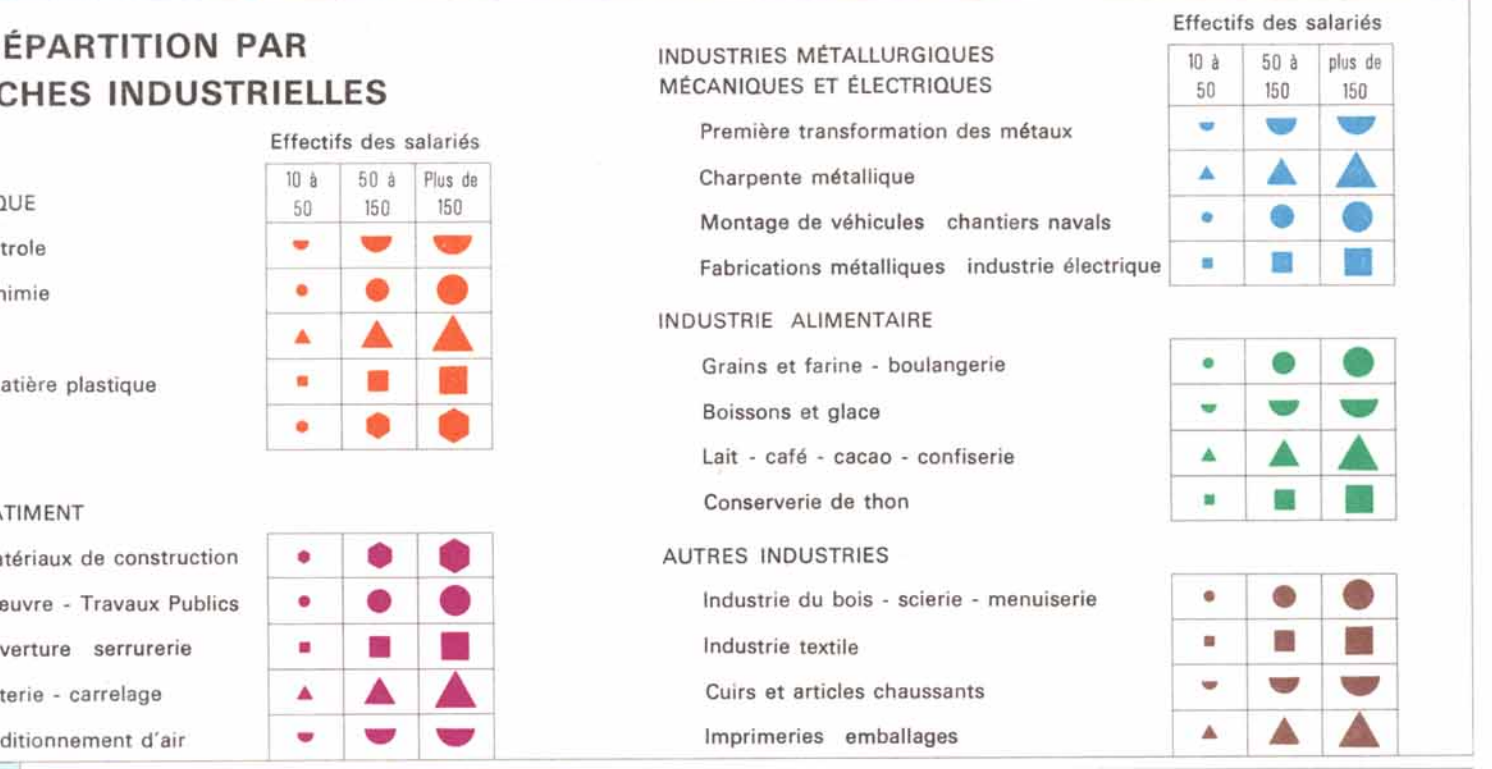 ÉPARTITION PAR
CHES INDUSTRIELLES
Effectifs des salariés
10 à 50 à Plus de
50 150 150
QUE
trole
himie
atière plastique
ATIMENT
atériaux de construction
euvre - Travaux Publics
verture serrurerie
terie - carrelage
ditionnement d'air
Effectifs des salariés
INDUSTRIES MÉTALLURGIQUES
MÉCANIQUES ET ÉLECTRIQUES
10 à 50 à plus de
50 150 150
Première transformation des métaux
Charpente métallique
Montage de véhicules chantiers navals
Fabrications métalliques industrie électrique
INDUSTRIE ALIMENTAIRE
Grains et farine - boulangerie
Boissons et glace
Lait - café - cacao - confiserie
Conserverie de thon
AUTRES INDUSTRIES
Industrie du bois - scierie - menuiserie
Industrie textile
Cuirs et articles chaussants
Imprimeries emballages